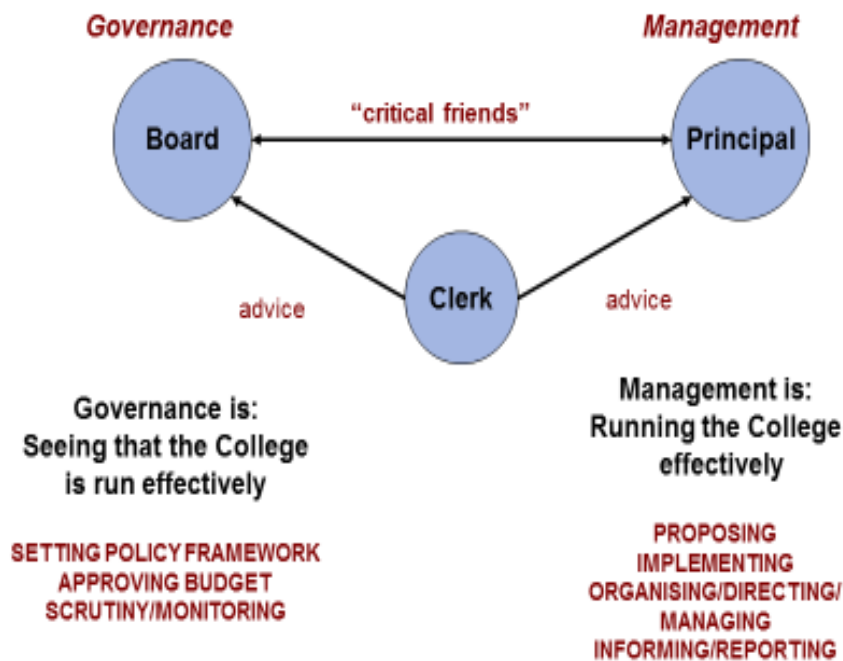 Governance
Management
"critical friends"
Board
Principal
Clerk
advice
advice
Governance is:
Seeing that the College
is run effectively
SETTING POLICY FRAMEWORK
APPROVING BUDGET
SCRUTINY/MONITORING
Management is:
Running the College
effectively
PROPOSING
IMPLEMENTING
ORGANISING/DIRECTING/
MANAGING
INFORMING/REPORTING